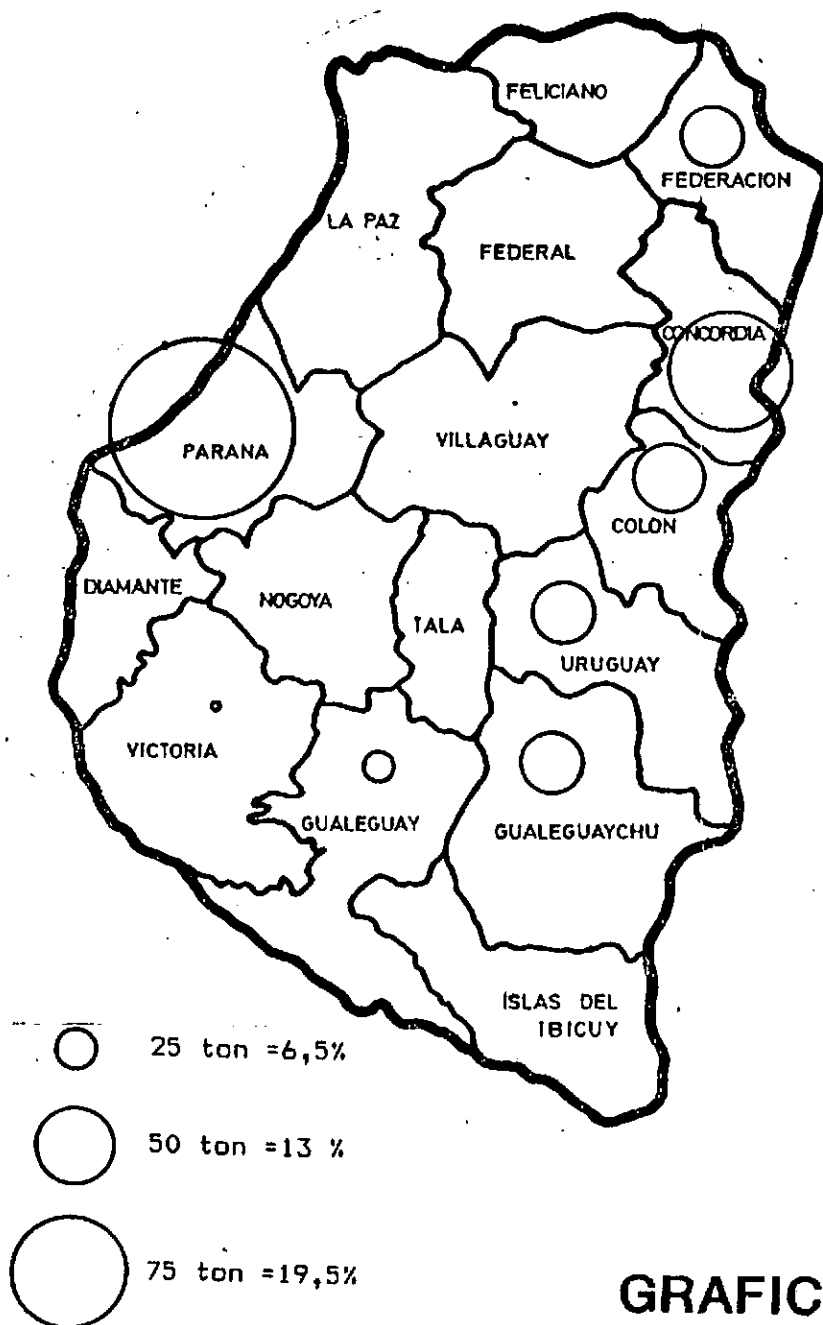 FELICIANO
FEDERACION
LA PAZ
FEDERAL
CONCORDIA
PARANA
VILLAGUAY
COLON
DIAMANTE
NOGOYA
TALA
URUGUAY
VICTORIA
GUALEGUAY
GUALEGUAYCHU
ISLAS DEL
IBICUY
25 ton =6,5%
50 ton =13 %
75 ton =19,5%
GRAFIC